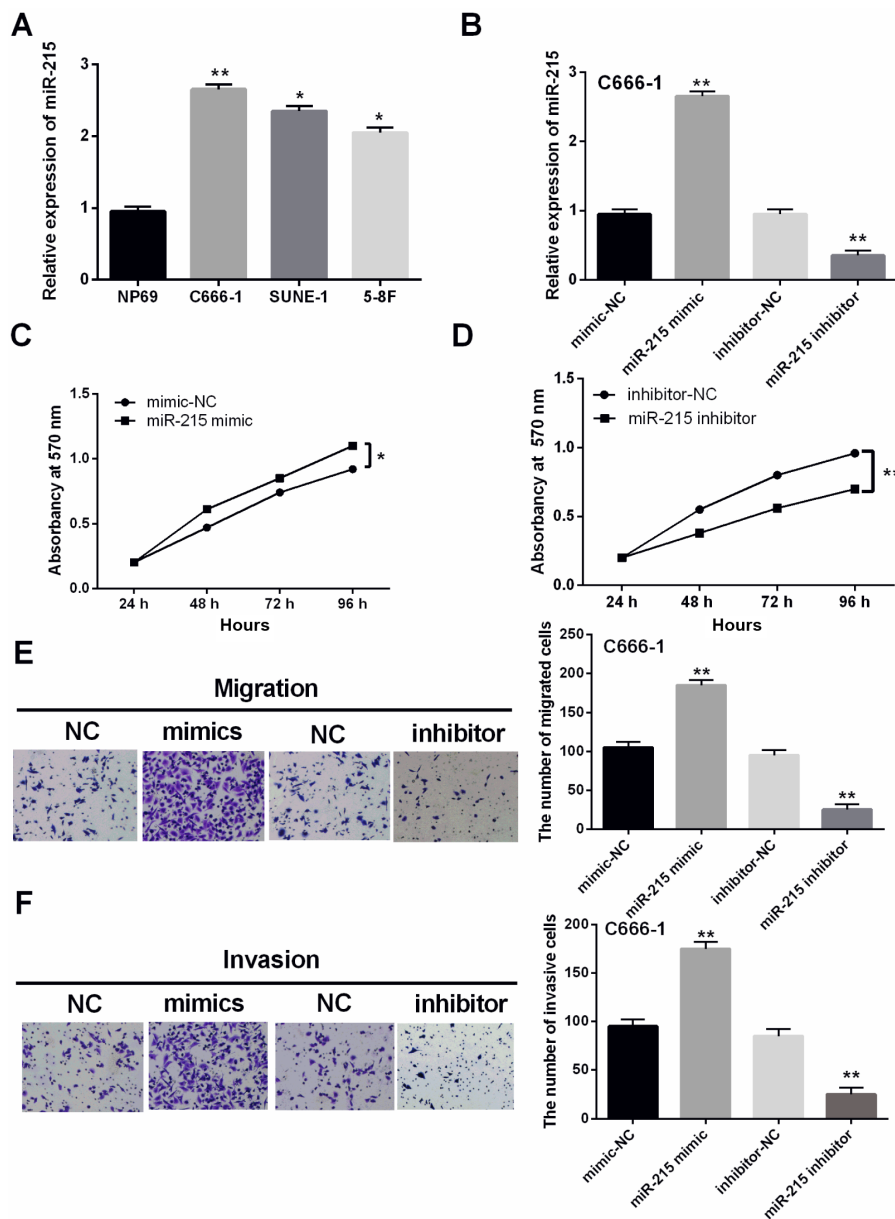 A
Relative expression of miR-215
3
2
1
0
**
*
*
NP69 C666-1 SUNE-1 5-8F
B
Relative expression of miR-215
3
2
1
0
C666-1
**
**
mimic-NC
miR-215 mimic
inhibitor-NC
miR-215 inhibitor
C
Absorbancy at 570 nm
1.5
1.0
0.5
0.0
mimic-NC
miR-215 mimic
*
24 h 48 h 72 h 96 h
Hours
D
Absorbancy at 570 nm
1.5
1.0
0.5
0.0
inhibitor-NC
miR-215 inhibitor
**
24 h 48 h 72 h 96 h
Hours
E
Migration
NC mimics NC inhibitor
The number of migrated cells
250
200
150
100
50
0
C666-1
**
**
mimic-NC
miR-215 mimic
inhibitor-NC
miR-215 inhibitor
F
Invasion
NC mimics NC inhibitor
The number of invasive cells
200
150
100
50
0
C666-1
**
**
mimic-NC
miR-215 mimic
inhibitor-NC
miR-215 inhibitor